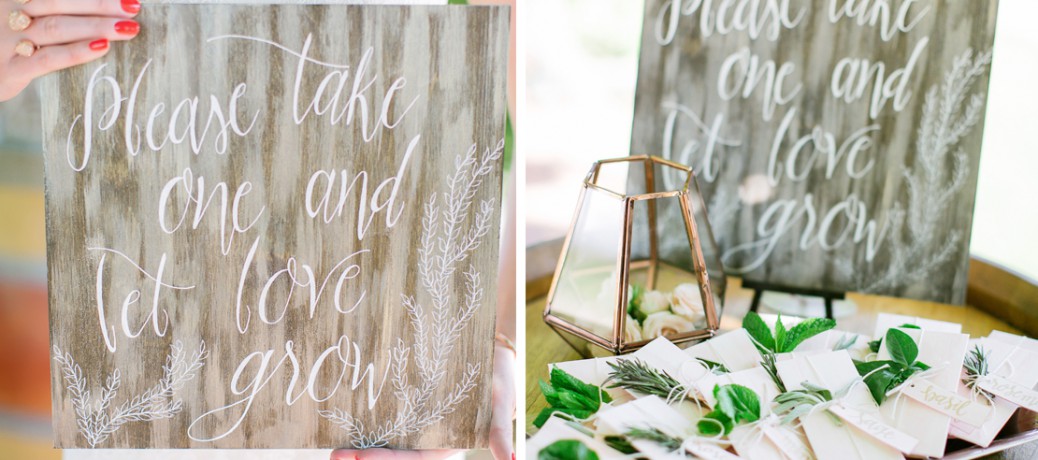 Please take
one and
let love
grow
Please take
one and
let love
grow
Basil